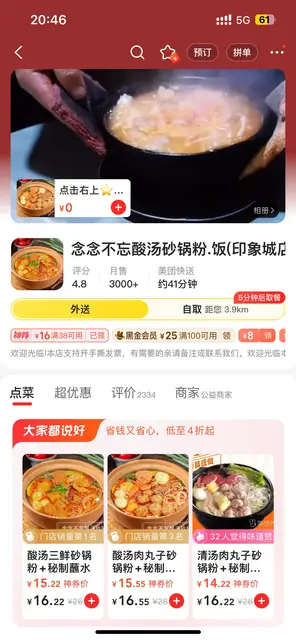 20:46
5G 61
预订
拼单
点击右上⭐...
¥0
相册
念念不忘酸汤砂锅粉.饭(印象城店
评分 月售 美团快送
4.8 3000+ 约41分钟
5分钟后取餐
外送 自取 距您 3.9km
神券 ¥16 满38可用 已领 黑金会员 ¥25 满100可用 领 ¥8 领
欢迎光临!本店支持开手撕发票，有需要的亲请备注或联系我们。欢迎光临!本
点菜 超优惠 评价 2334 商家 公益商家
大家都说好 省钱又省心，低至4折起
门店销量第1名 门店销量第2名 32人觉得味道赞
酸汤三鲜砂锅 酸汤肉丸子砂 清汤肉丸子砂
粉+秘制蘸水 锅粉+秘制... 锅粉+秘制...
¥15.22 神券价 ¥15.55 神券价 ¥14.22 神券价
¥16.22 ¥26 ¥16.55 ¥28 ¥16.22